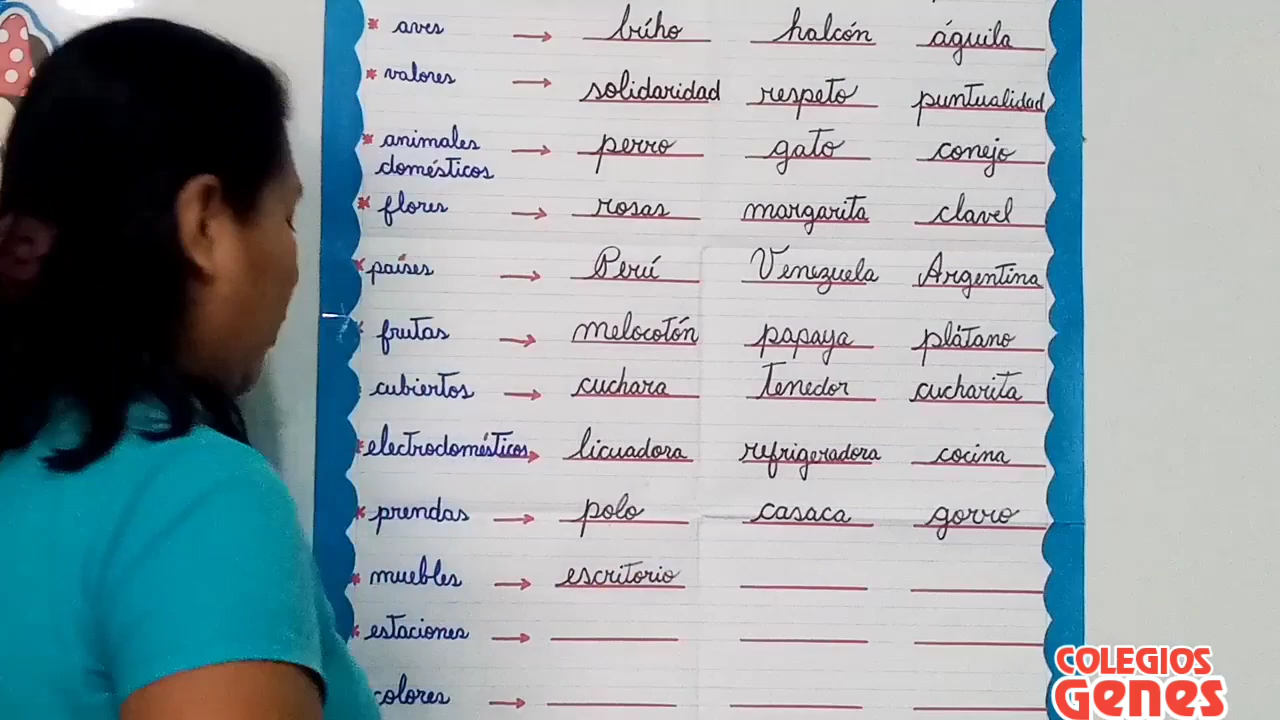 * aves → búho halcón águila
* valores → solidaridad respeto puntualidad
* animales → perro gato conejo
domésticos
* flores → rosas margarita clavel
* países → Perú Venezuela Argentina
* frutas → melocotón papaya plátano
cubiertos → cuchara Tenedor cucharita
* electrodomésticos → licuadora refrigeradora cocina
* prendas → polo casaca gorro
* muebles → escritorio
* estaciones →
colores →
COLEGIOS
Genes